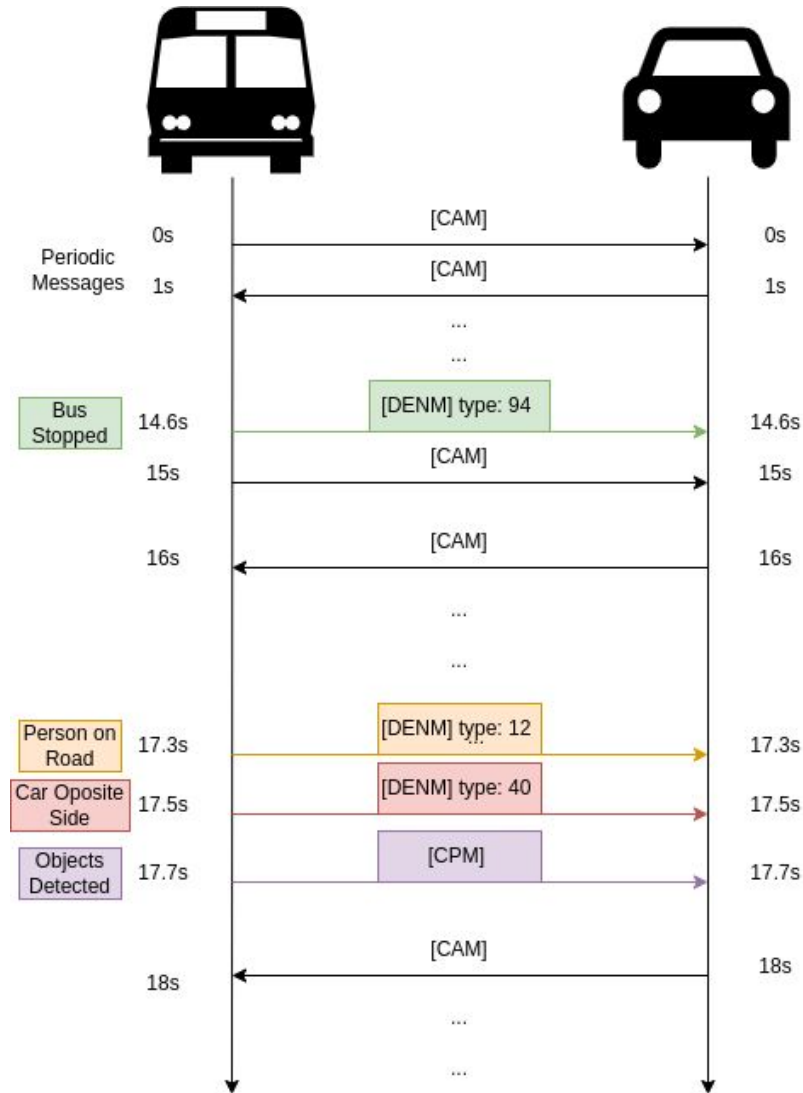 [CAM]
0s
0s
Periodic
Messages
[CAM]
1s
1s
...
...
Bus
Stopped
[DENM] type: 94
14.6s
14.6s
[CAM]
15s
15s
[CAM]
16s
16s
...
...
Person on
Road
[DENM] type: 12
...
17.3s
17.3s
Car Oposite
Side
[DENM] type: 40
17.5s
17.5s
Objects
Detected
[CPM]
17.7s
17.7s
[CAM]
18s
18s
...
...